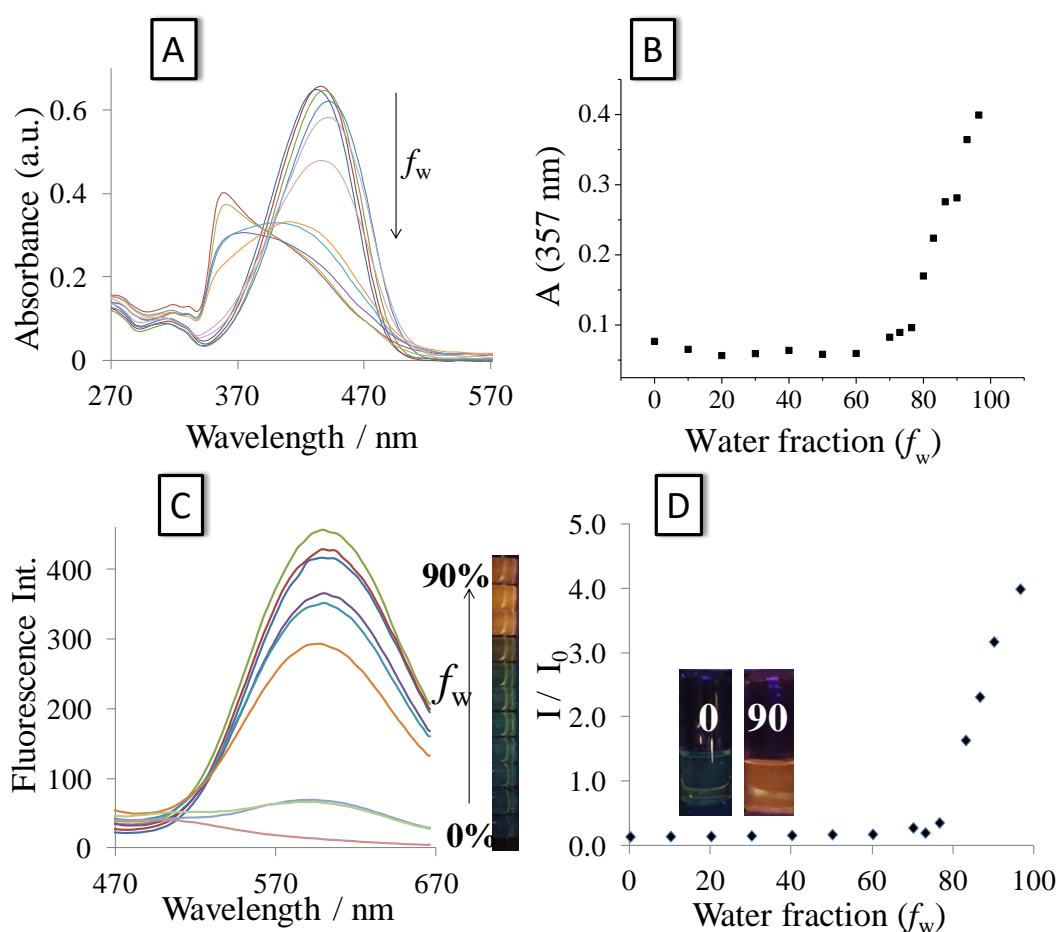 A
Absorbance (a.u.)
0.6
0.4
0.2
0
f_w
270 370 470 570
Wavelength / nm
B
A (357 nm)
0.4
0.3
0.2
0.1
0 20 40 60 80 100
Water fraction (f_w)
C
Fluorescence Int.
400
300
200
100
0
90%
f_w
0%
470 570 670
Wavelength / nm
D
I / I_0
5.0
4.0
3.0
2.0
1.0
0.0
0 90
0 20 40 60 80 100
Water fraction (f_w)